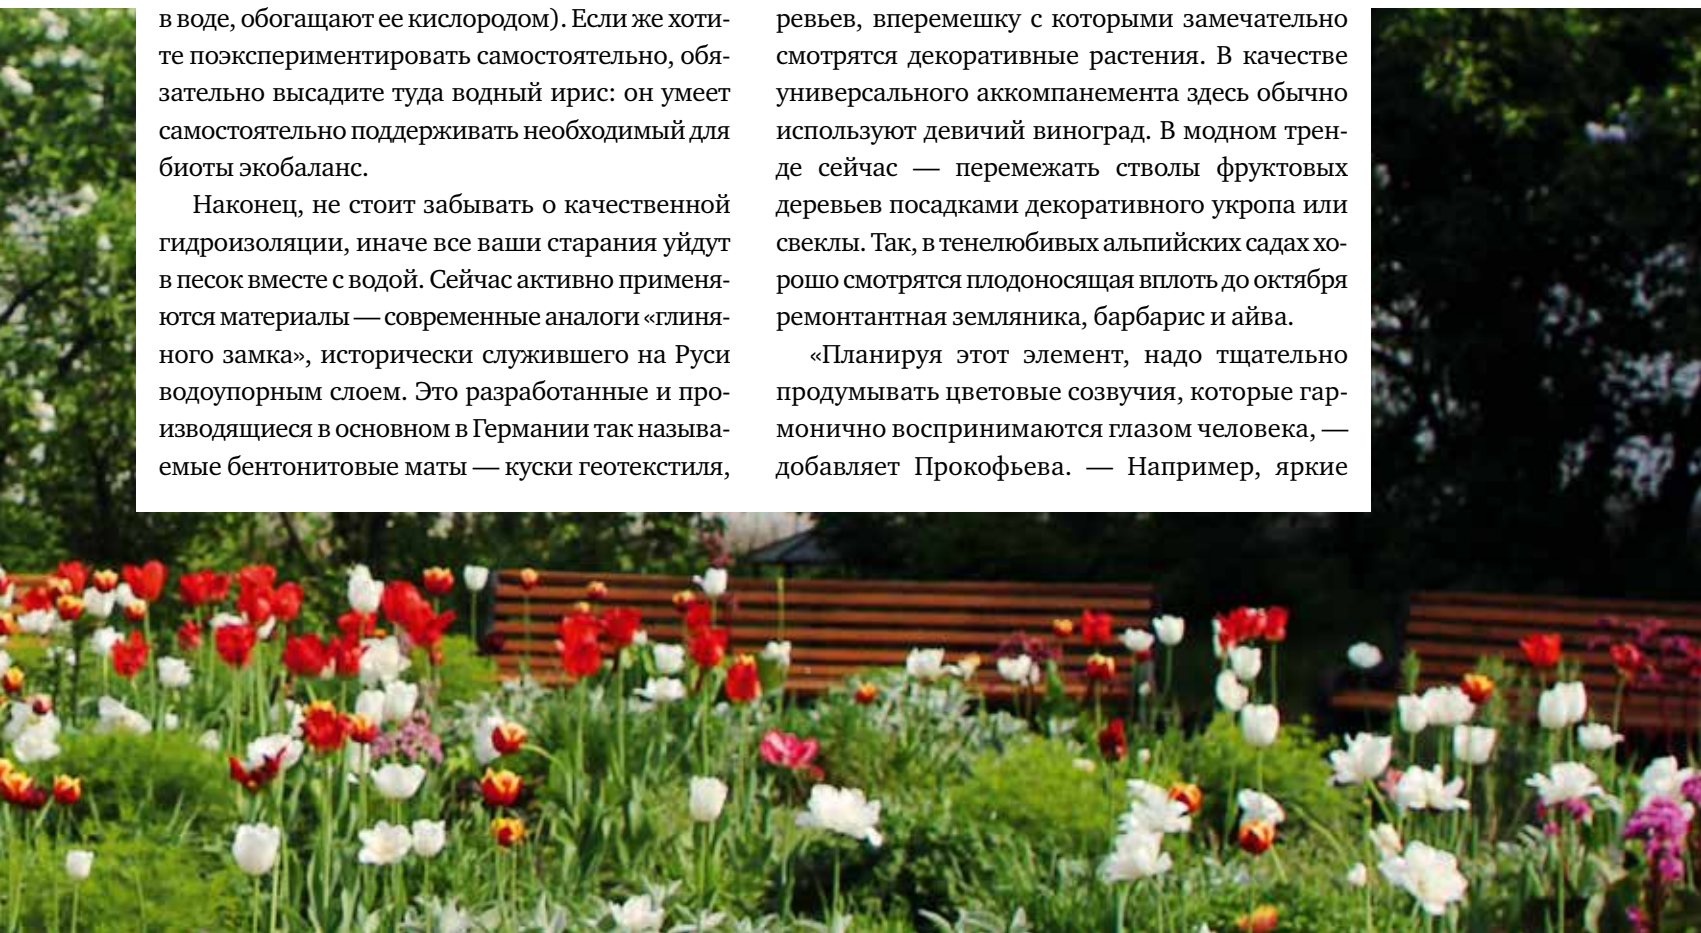 в воде, обогащают ее кислородом). Если же хоти-
те поэкспериментировать самостоятельно, обя-
зательно высадите туда водный ирис: он умеет
самостоятельно поддерживать необходимый для
биоты экобаланс.
Наконец, не стоит забывать о качественной
гидроизоляции, иначе все ваши старания уйдут
в песок вместе с водой. Сейчас активно применя-
ются материалы — современные аналоги «глиня-
ного замка», исторически служившего на Руси
водоупорным слоем. Это разработанные и про-
изводящиеся в основном в Германии так называ-
емые бентонитовые маты — куски геотекстиля,
ревьев, вперемешку с которыми замечательно
смотрятся декоративные растения. В качестве
универсального аккомпанемента здесь обычно
используют девичий виноград. В модном трен-
де сейчас — перемежать стволы фруктовых
деревьев посадками декоративного укропа или
свеклы. Так, в тенелюбивых альпийских садах хо-
рошо смотрятся плодоносящая вплоть до октября
ремонтантная земляника, барбарис и айва.
«Планируя этот элемент, надо тщательно
продумывать цветовые созвучия, которые гар-
монично воспринимаются глазом человека, —
добавляет Прокофьева. — Например, яркие